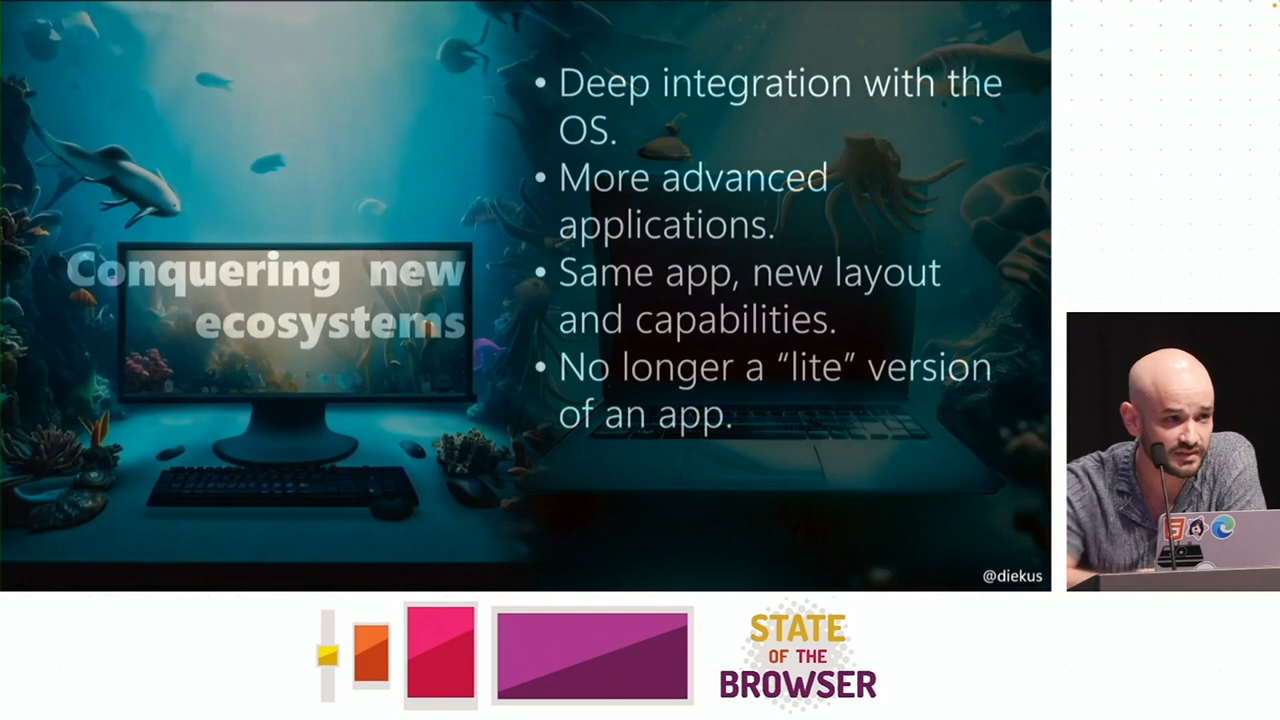 Conquering new
ecosystems
• Deep integration with the
OS.
• More advanced
applications.
• Same app, new layout
and capabilities.
• No longer a “lite” version
of an app.
@diekus
STATE
OF THE
BROWSER